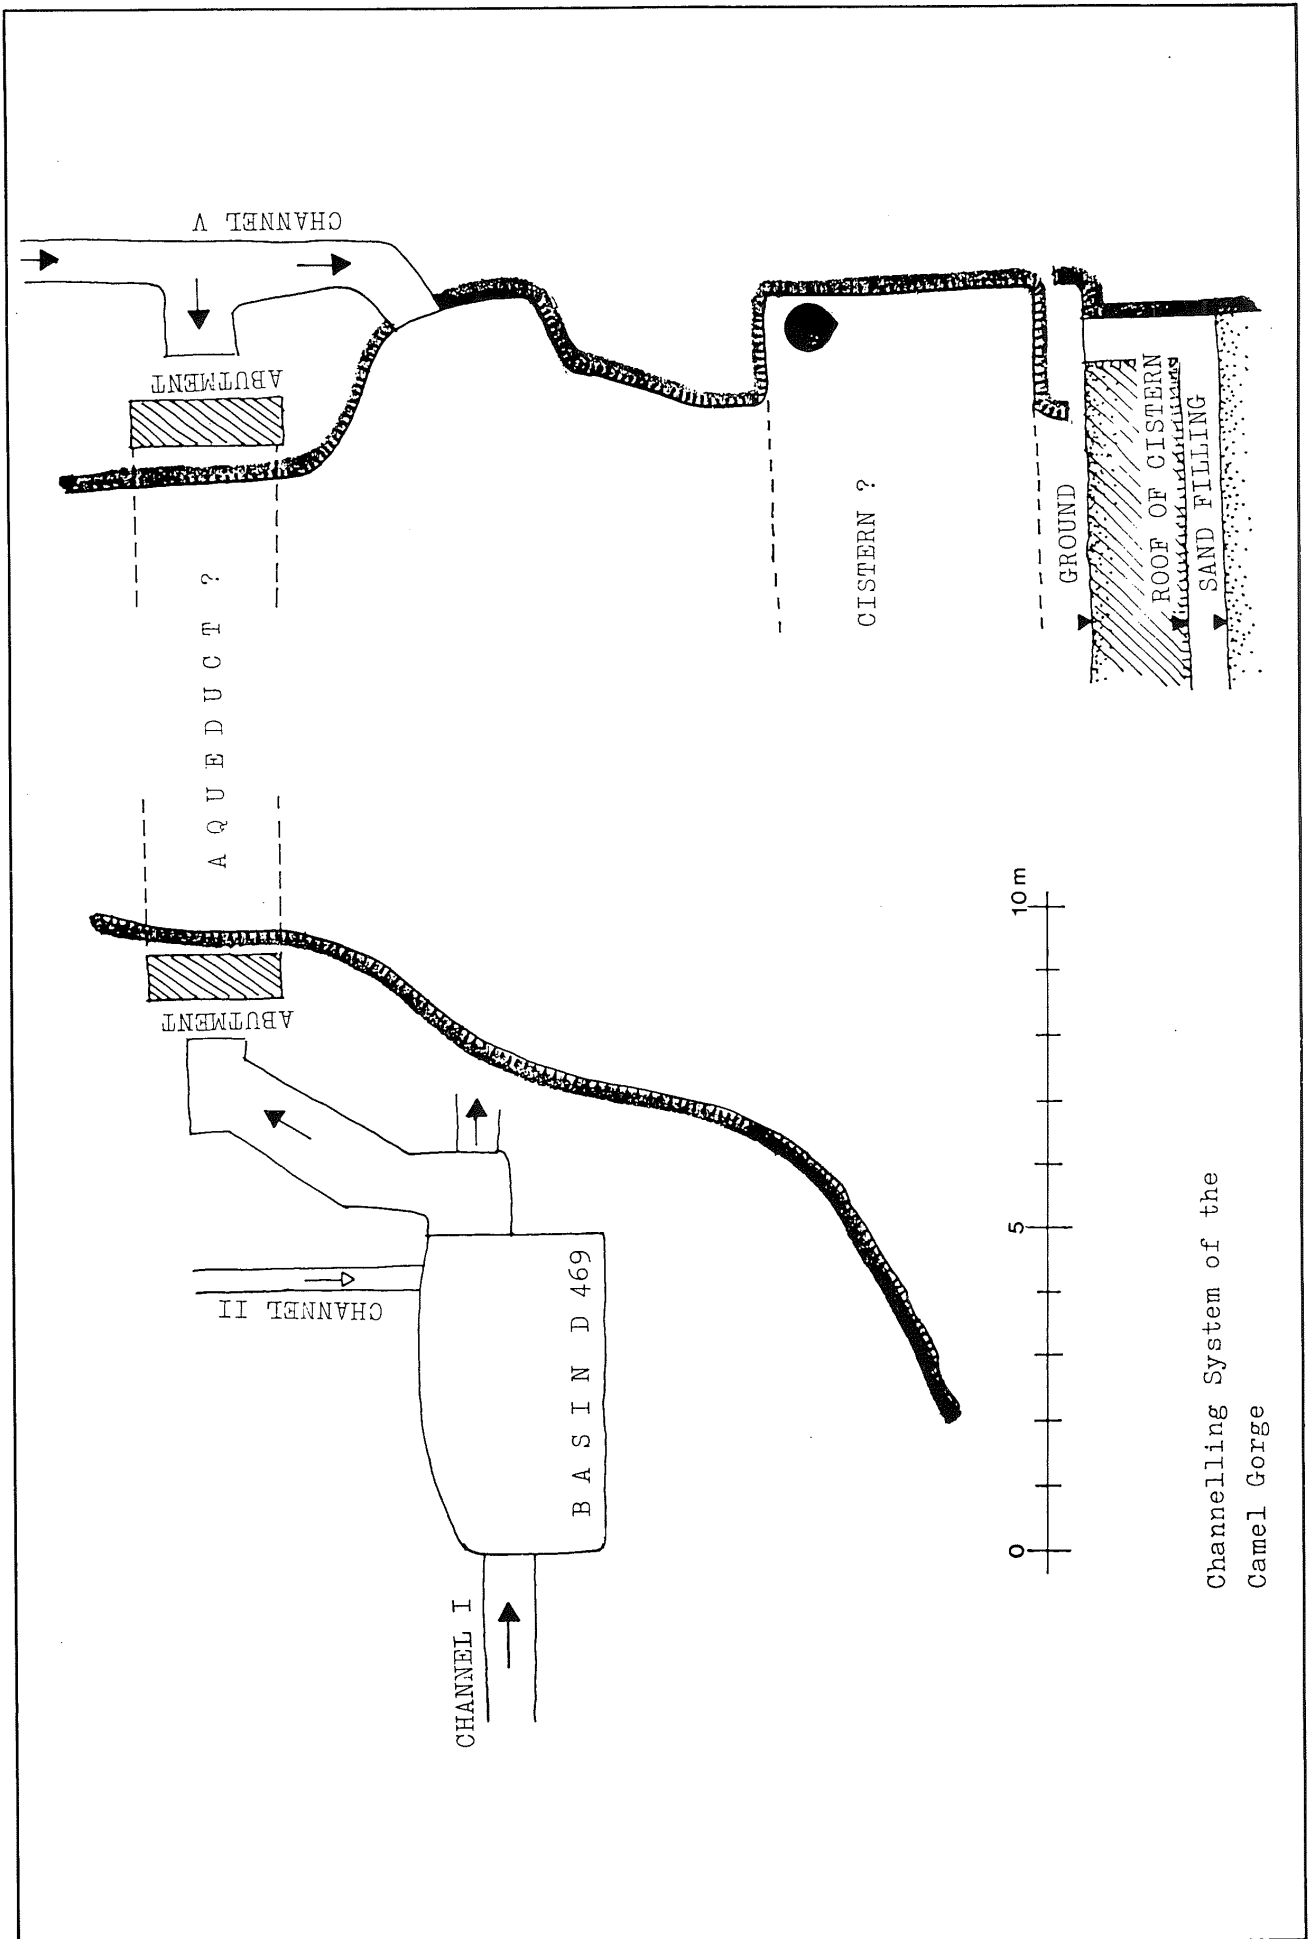 CHANNEL V
ABUTMENT
AQUEDUCT ?
ABUTMENT
CHANNEL II
BASIN D 469
CHANNEL I
CISTERN ?
GROUND
ROOF OF CISTERN
SAND FILLING
0
5
10 m
Channelling System of the
Camel Gorge